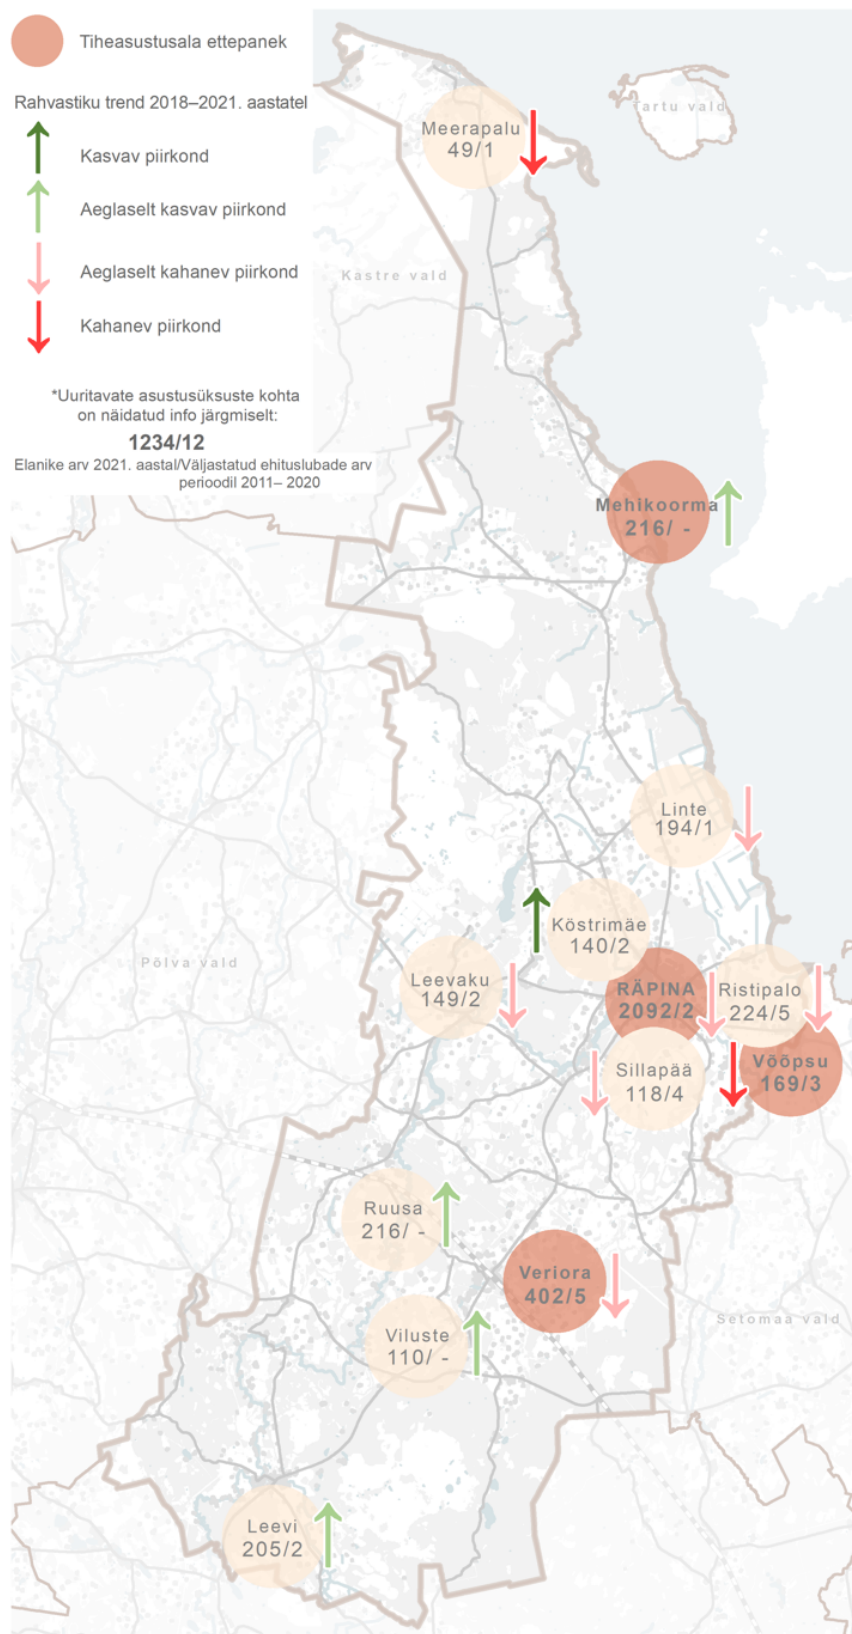 Tiheasustusala ettepanek
Rahvastiku trend 2018–2021. aastatel
Kasvav piirkond
Aeglaselt kasvav piirkond
Aeglaselt kahanev piirkond
Kahanev piirkond
*Uuritavate asustusüksuste kohta
on näidatud info järgmiselt:
1234/12
Elanike arv 2021. aastal/Väljastatud ehituslubade arv
perioodil 2011– 2020
Tartu vald
Meerapalu
49/1
Kastre vald
Mehikoorma
216/ -
Linte
194/1
Köstrimäe
140/2
Põlva vald
Leevaku
149/2
RÄPINA
2092/2
Ristipalo
224/5
Võõpsu
169/3
Sillapää
118/4
Ruusa
216/ -
Veriora
402/5
Setomaa vald
Viluste
110/ -
Leevi
205/2